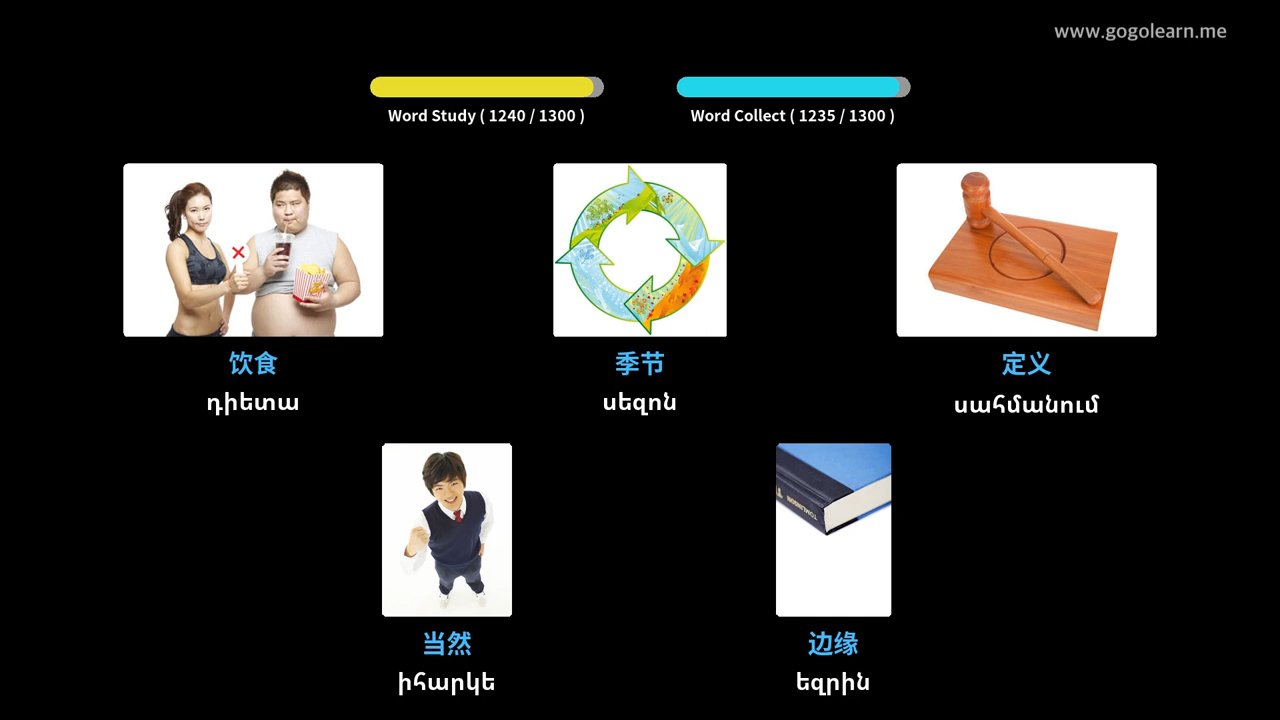 www.gogolearn.me
Word Study ( 1240 / 1300 )
Word Collect ( 1235 / 1300 )
饮食
դիետա
季节
սեզոն
定义
սահմանում
TOMLINSON
当然
իհարկե
边缘
եզրին